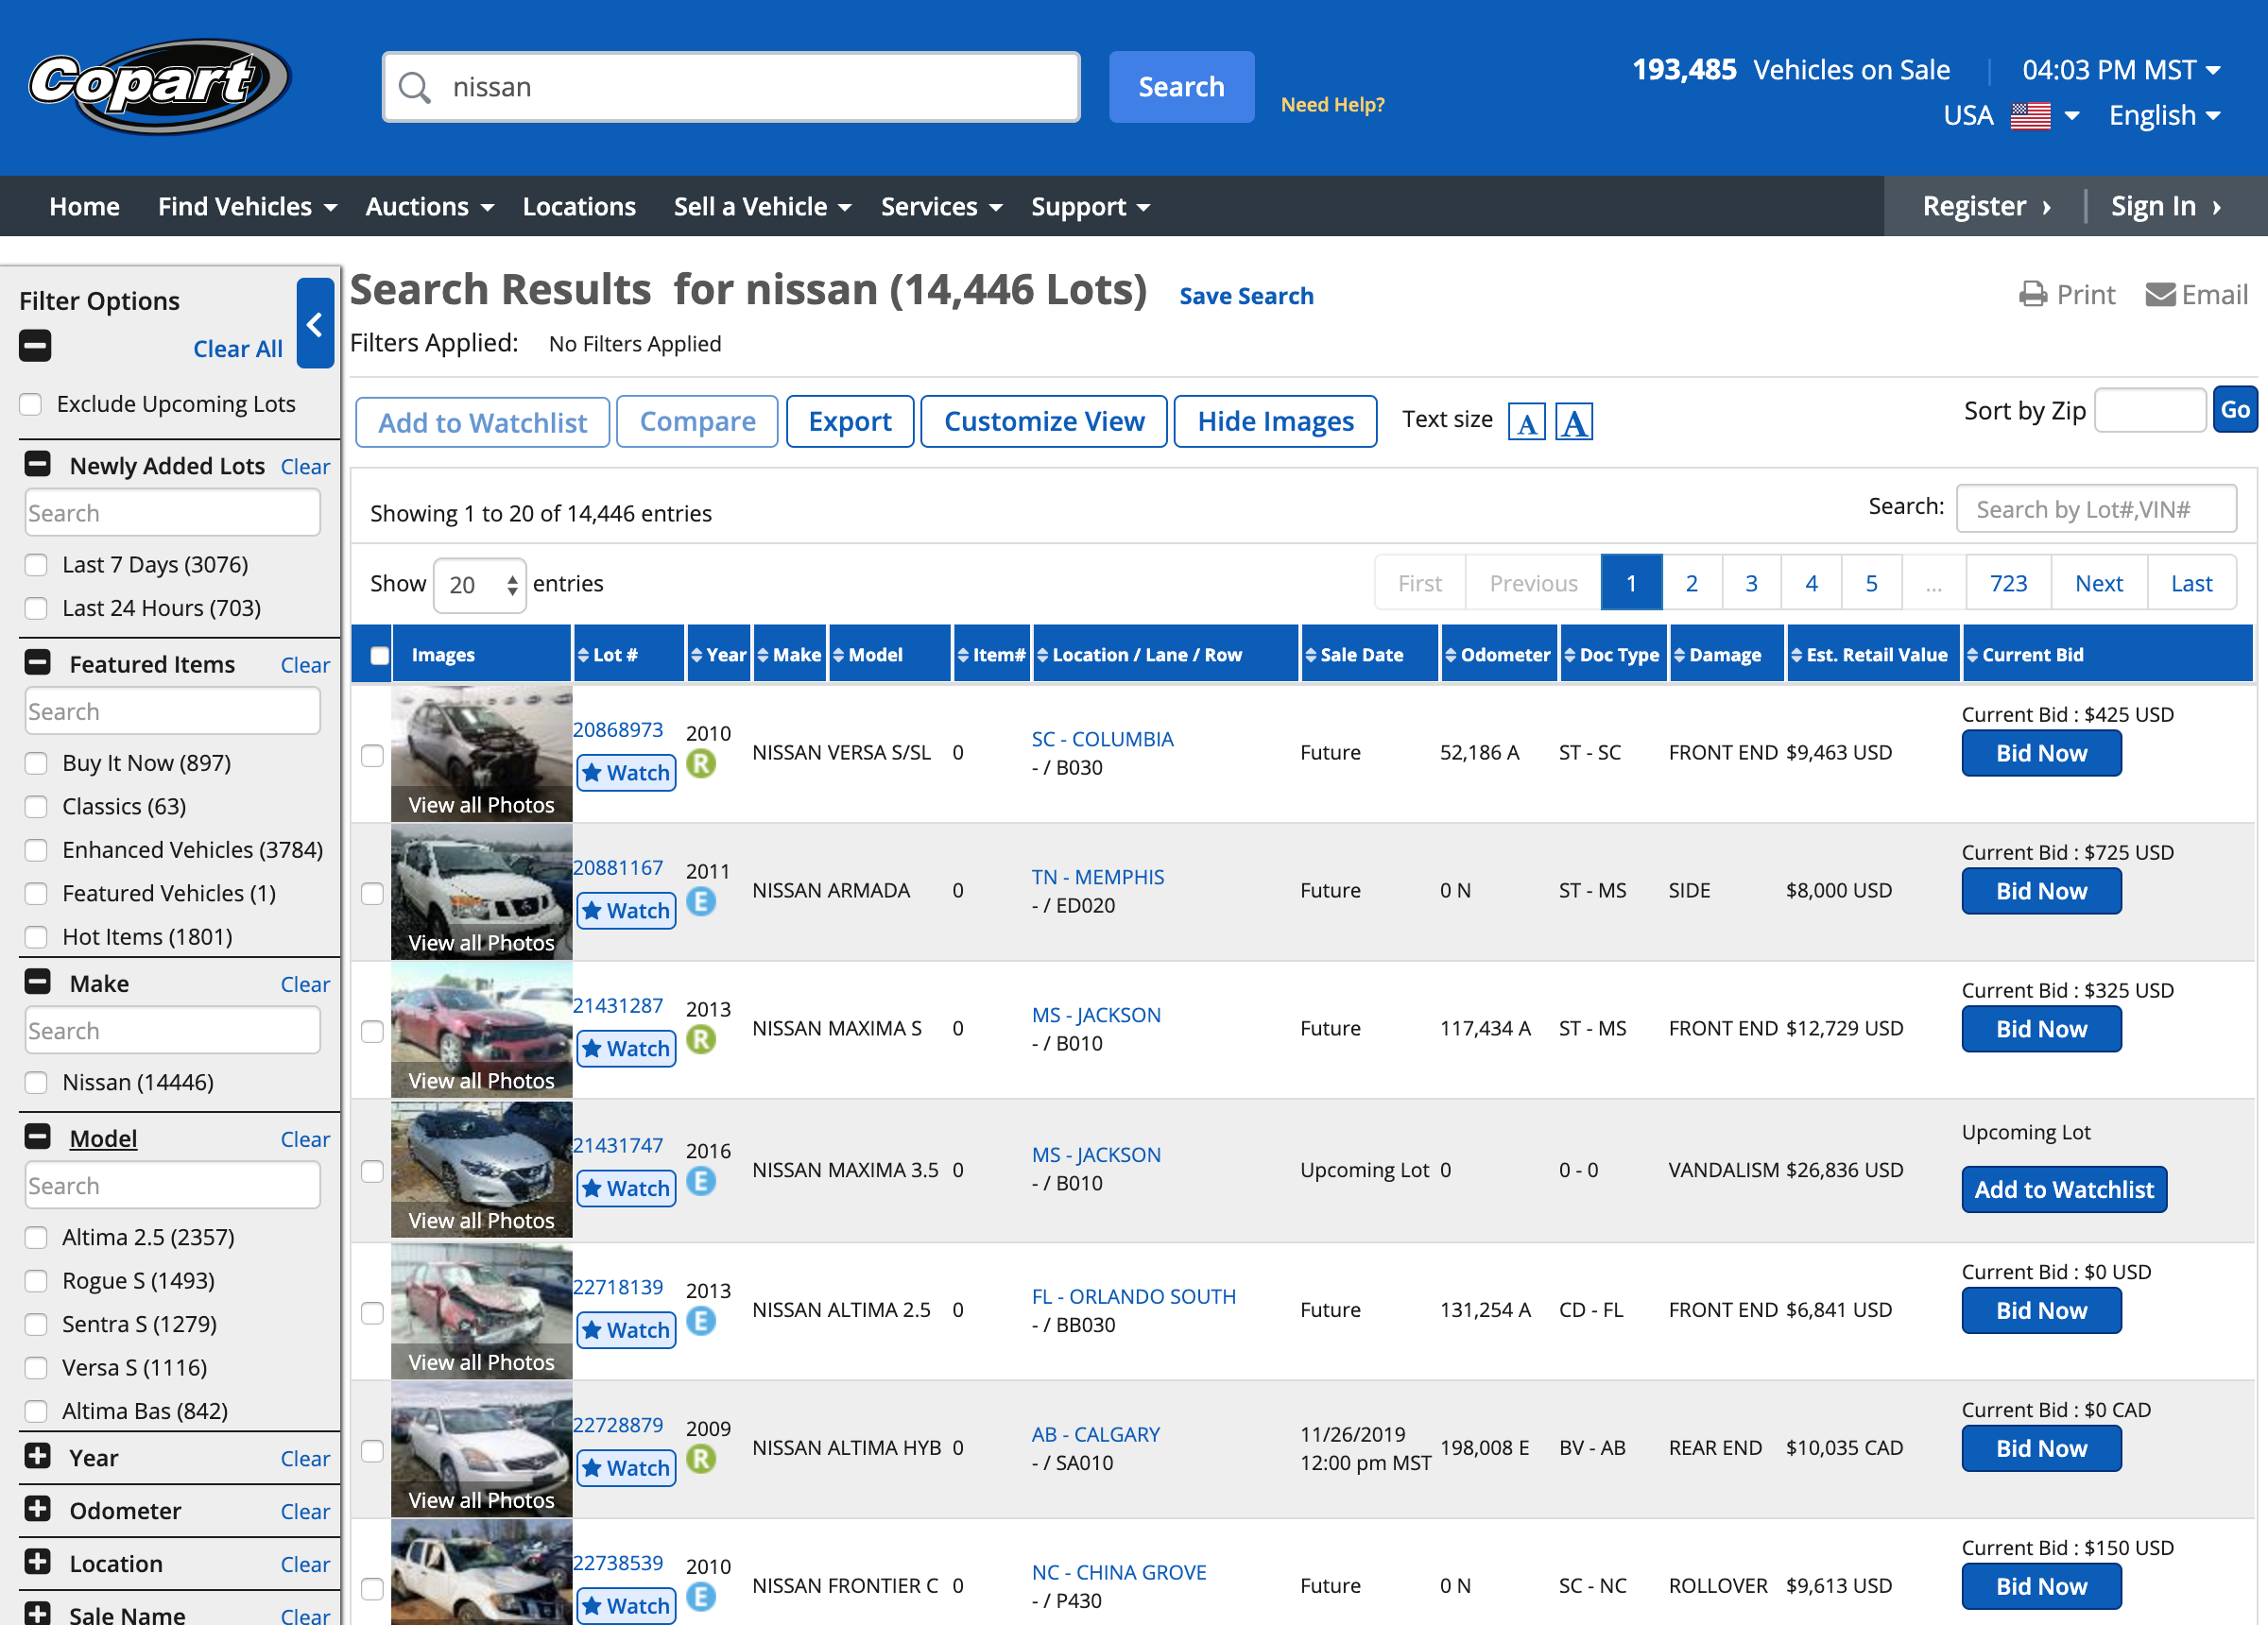 Copart
nissan
Search
Need Help?
193,485 Vehicles on Sale
04:03 PM MST
USA
English
Home Find Vehicles Auctions Locations Sell a Vehicle Services Support
Register › Sign In ›
Filter Options
Clear All
Exclude Upcoming Lots
Newly Added Lots Clear
Search
Last 7 Days (3076)
Last 24 Hours (703)
Featured Items Clear
Search
Buy It Now (897)
Classics (63)
Enhanced Vehicles (3784)
Featured Vehicles (1)
Hot Items (1801)
Make Clear
Search
Nissan (14446)
Model Clear
Search
Altima 2.5 (2357)
Rogue S (1493)
Sentra S (1279)
Versa S (1116)
Altima Bas (842)
Year Clear
Odometer Clear
Location Clear
Sale Name Clear
Search Results for nissan (14,446 Lots) Save Search
Print Email
Filters Applied: No Filters Applied
Add to Watchlist Compare Export Customize View Hide Images Text size A A
Sort by Zip Go
Showing 1 to 20 of 14,446 entries
Search: Search by Lot#,VIN#
Show 20 entries
First Previous 1 2 3 4 5 ... 723 Next Last
Images Lot # Year Make Model Item# Location / Lane / Row Sale Date Odometer Doc Type Damage Est. Retail Value Current Bid
View all Photos
20868973
Watch
2010
R
NISSAN VERSA S/SL 0
SC - COLUMBIA
- / B030
Future 52,186 A ST - SC FRONT END $9,463 USD
Current Bid : $425 USD
Bid Now
View all Photos
20881167
Watch
2011
E
NISSAN ARMADA 0
TN - MEMPHIS
- / ED020
Future 0 N ST - MS SIDE $8,000 USD
Current Bid : $725 USD
Bid Now
View all Photos
21431287
Watch
2013
R
NISSAN MAXIMA S 0
MS - JACKSON
- / B010
Future 117,434 A ST - MS FRONT END $12,729 USD
Current Bid : $325 USD
Bid Now
View all Photos
21431747
Watch
2016
E
NISSAN MAXIMA 3.5 0
MS - JACKSON
- / B010
Upcoming Lot 0 0 - 0 VANDALISM $26,836 USD
Upcoming Lot
Add to Watchlist
View all Photos
22718139
Watch
2013
E
NISSAN ALTIMA 2.5 0
FL - ORLANDO SOUTH
- / BB030
Future 131,254 A CD - FL FRONT END $6,841 USD
Current Bid : $0 USD
Bid Now
View all Photos
22728879
Watch
2009
R
NISSAN ALTIMA HYB 0
AB - CALGARY
- / SA010
11/26/2019
12:00 pm MST
198,008 E BV - AB REAR END $10,035 CAD
Current Bid : $0 CAD
Bid Now
22738539
Watch
2010
E
NISSAN FRONTIER C 0
NC - CHINA GROVE
- / P430
Future 0 N SC - NC ROLLOVER $9,613 USD
Current Bid : $150 USD
Bid Now